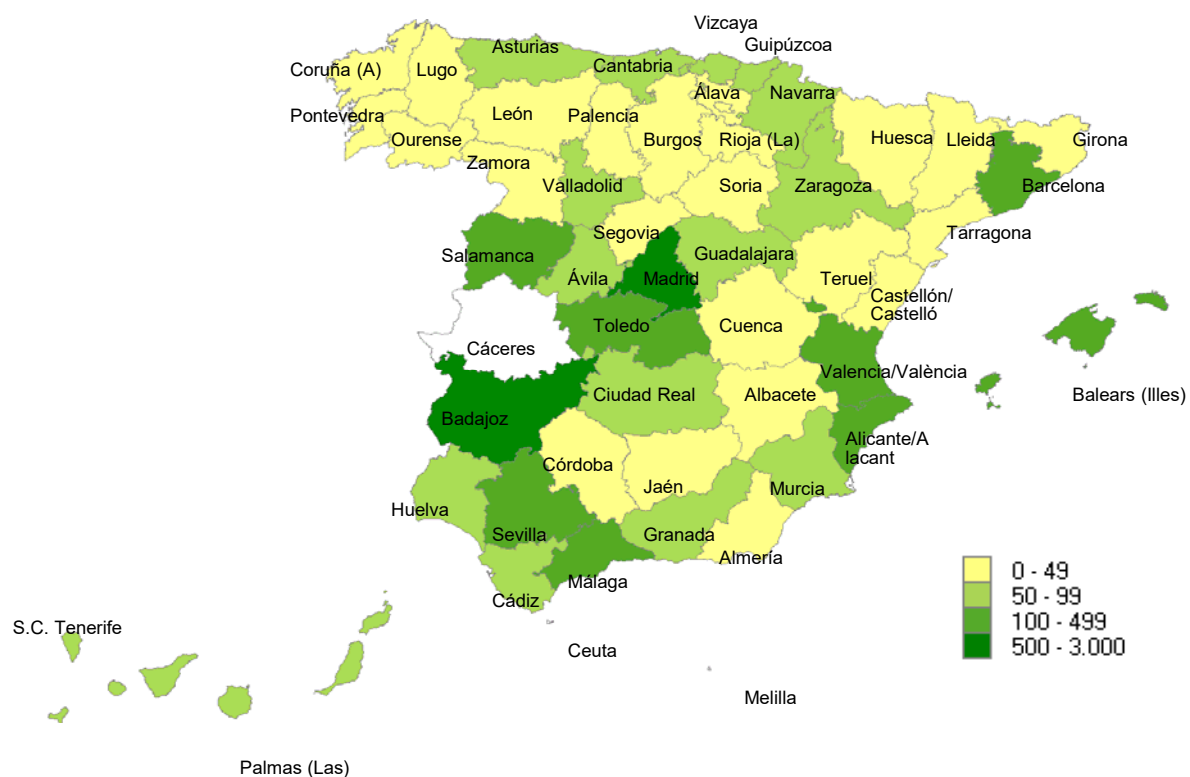 Vizcaya
Asturias
Guipúzcoa
Cantabria
Coruña (A)
Lugo
Álava
Navarra
Pontevedra
León
Palencia
Ourense
Burgos
Rioja (La)
Huesca
Lleida
Girona
Zamora
Valladolid
Soria
Zaragoza
Barcelona
Segovia
Tarragona
Salamanca
Guadalajara
Ávila
Madrid
Teruel
Castellón/
Castelló
Toledo
Cuenca
Cáceres
Valencia/València
Ciudad Real
Albacete
Balears (Illes)
Badajoz
Alicante/A
lacant
Córdoba
Jaén
Murcia
Huelva
Sevilla
Granada
Almería
Málaga
Cádiz
0 - 49
50 - 99
100 - 499
500 - 3.000
S.C. Tenerife
Ceuta
Melilla
Palmas (Las)